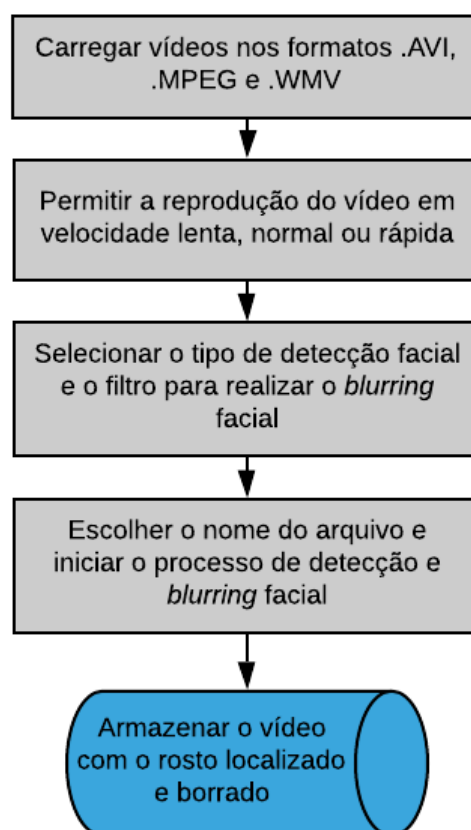 Carregar vídeos nos formatos .AVI,
.MPEG e .WMV
Permitir a reprodução do vídeo em
velocidade lenta, normal ou rápida
Selecionar o tipo de detecção facial
e o filtro para realizar o blurring
facial
Escolher o nome do arquivo e
iniciar o processo de detecção e
blurring facial
Armazenar o vídeo
com o rosto localizado
e borrado